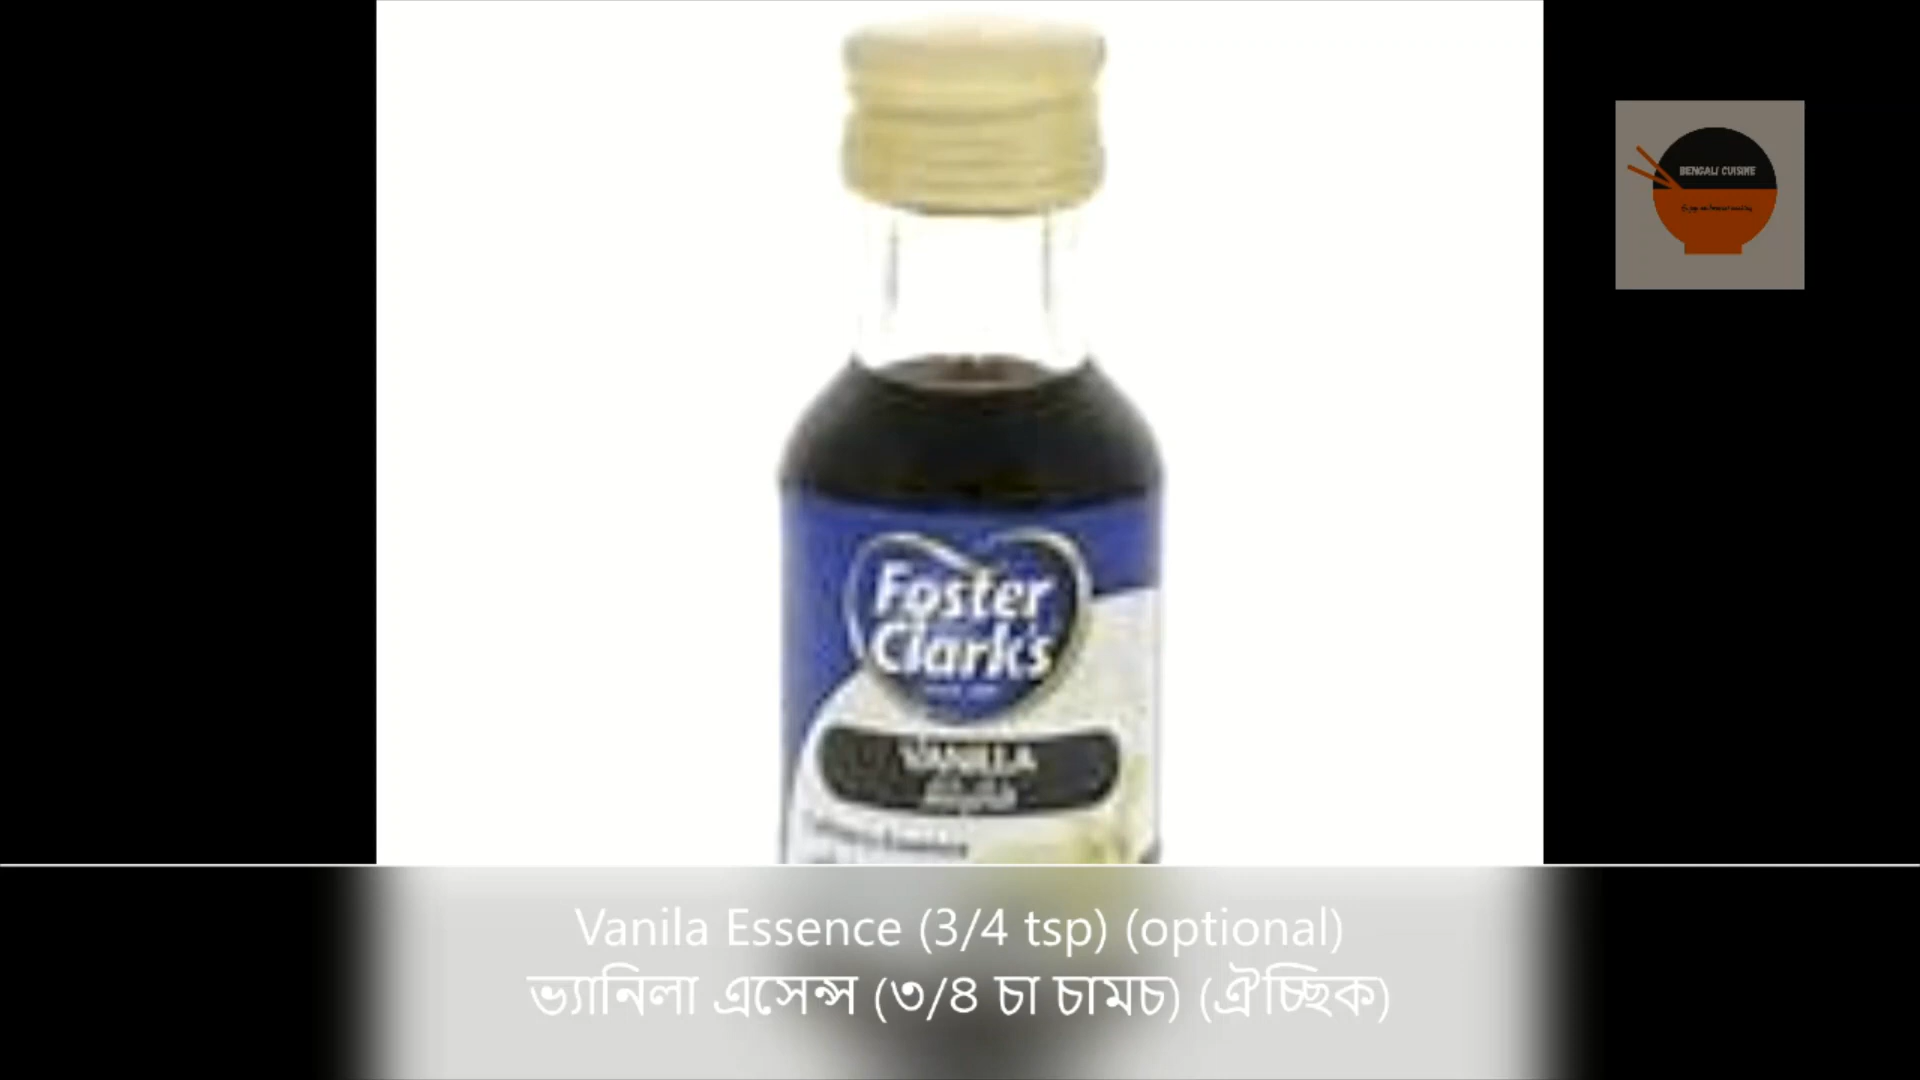 BENGALI CUISINE
Foster
Clark's
VANILLA
Vanila Essence (3/4 tsp) (optional)
ভ্যানিলা এসেন্স (৩/৪ চা চামচ) (ঐচ্ছিক)